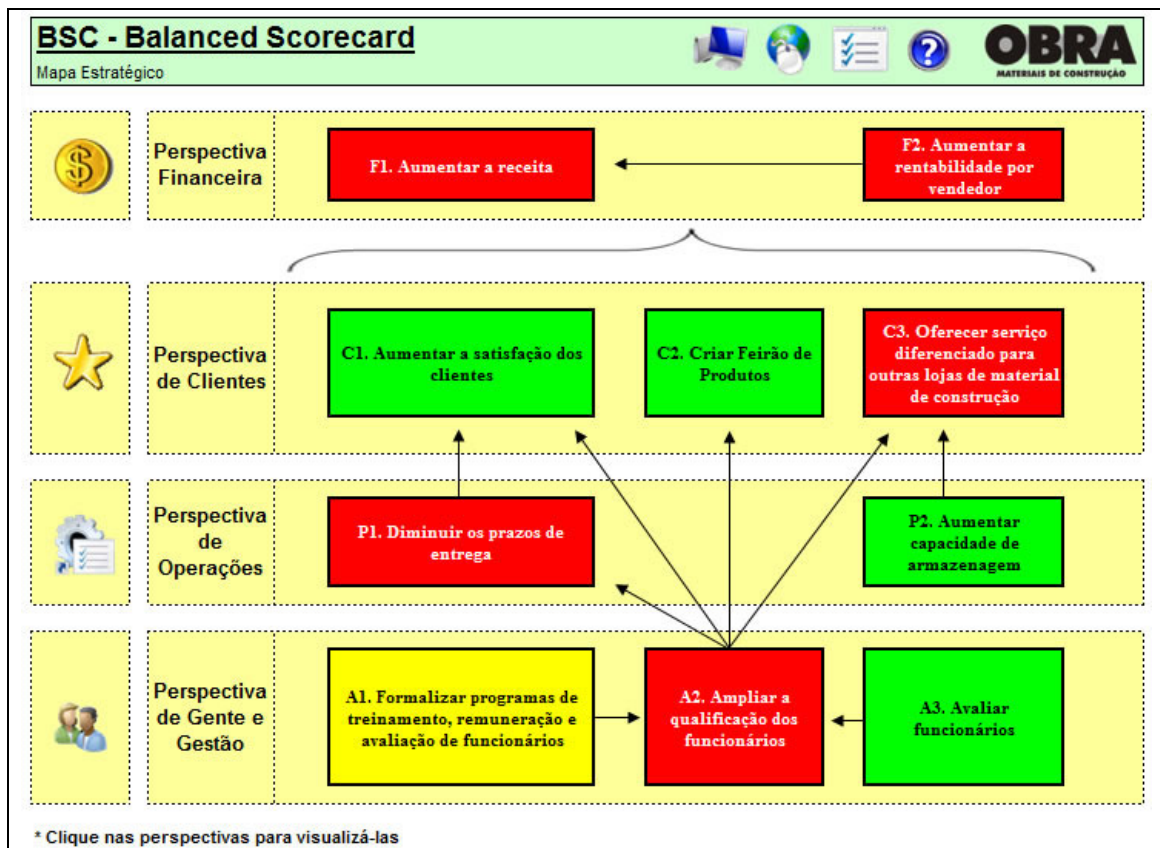 BSC - Balanced Scorecard
Mapa Estratégico
OBRA
MATERIAIS DE CONSTRUÇÃO
Perspectiva
Financeira
F1. Aumentar a receita
F2. Aumentar a
rentabilidade por
vendedor
Perspectiva
de Clientes
C1. Aumentar a satisfação dos
clientes
C2. Criar Feirão de
Produtos
C3. Oferecer serviço
diferenciado para
outras lojas de material
de construção
Perspectiva
de
Operações
P1. Diminuir os prazos de
entrega
P2. Aumentar
capacidade de
armazenagem
Perspectiva
de Gente e
Gestão
A1. Formalizar programas de
treinamento, remuneração e
avaliação de funcionários
A2. Ampliar a
qualificação dos
funcionários
A3. Avaliar
funcionários
* Clique nas perspectivas para visualizá-las